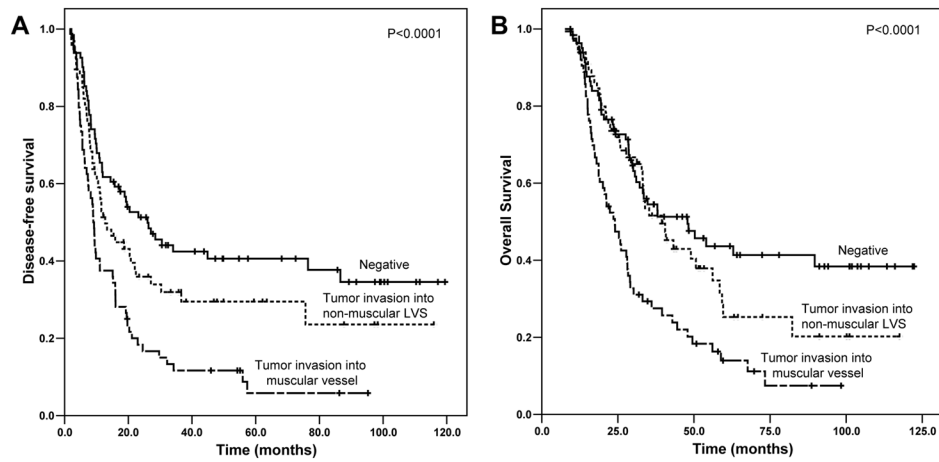 A
P<0.0001
Disease-free survival
1.0
0.8
0.6
0.4
0.2
0.0
Negative
Tumor invasion into
non-muscular LVS
Tumor invasion into
muscular vessel
0.0 20.0 40.0 60.0 80.0 100.0 120.0
Time (months)
B
P<0.0001
Overall Survival
1.0
0.8
0.6
0.4
0.2
0.0
Negative
Tumor invasion into
non-muscular LVS
Tumor invasion into
muscular vessel
0.0 25.0 50.0 75.0 100.0 125.0
Time (months)